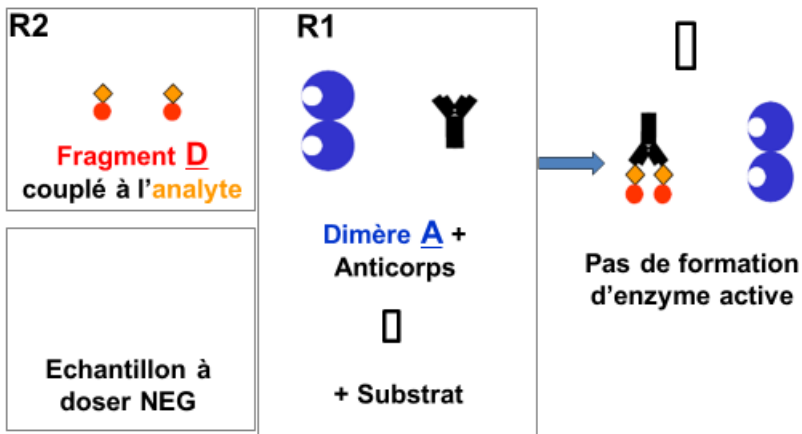 R2
Fragment D
couplé à l'analyte
Echantillon à
doser NEG
R1
Dimère A +
Anticorps
+ Substrat
Pas de formation
d'enzyme active